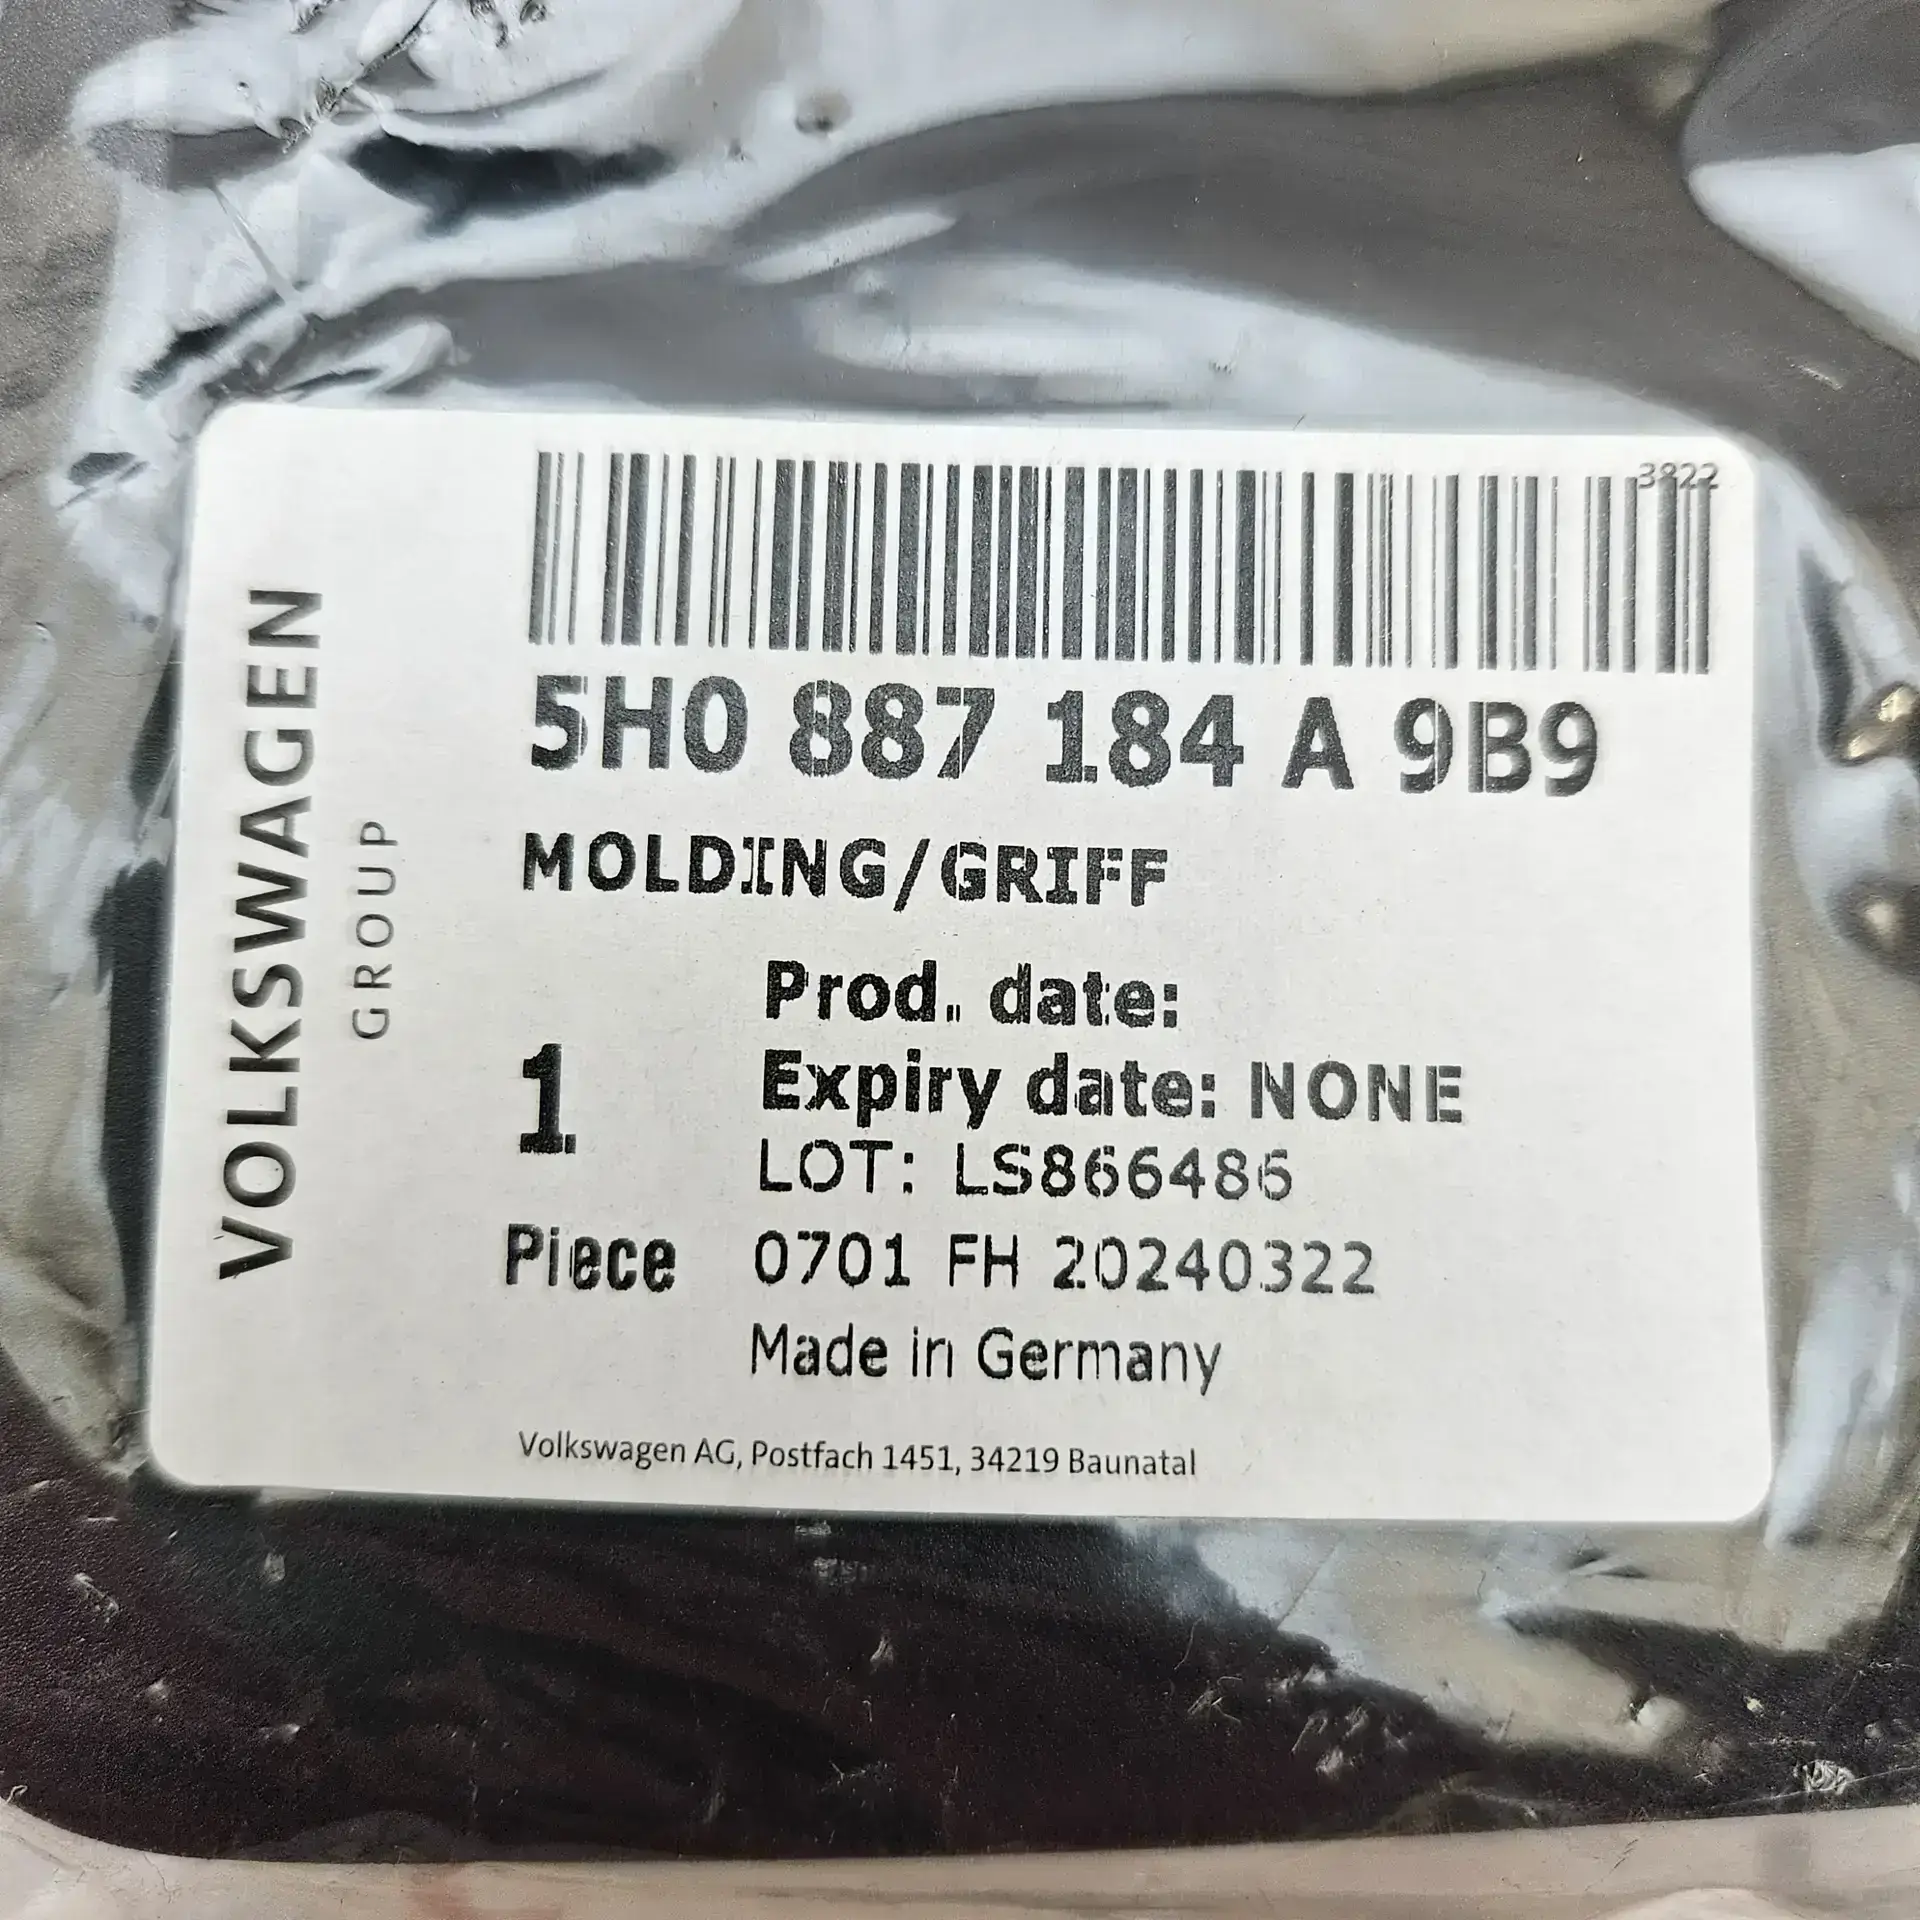 3822
5H0 887 184 A 9B9
MOLDING/GRIFF
Prod. date:
Expiry date: NONE
1
LOT: LS866486
Piece
0701 FH 20240322
Made in Germany
Volkswagen AG, Postfach 1451, 34219 Baunatal
VOLKSWAGEN
GROUP